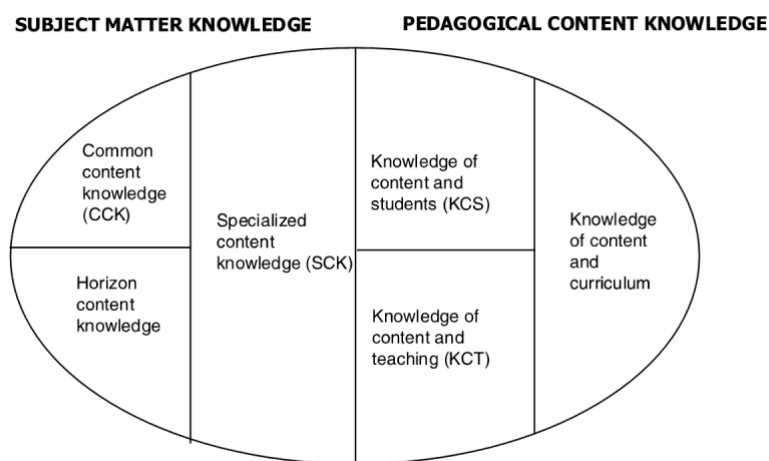 SUBJECT MATTER KNOWLEDGE
PEDAGOGICAL CONTENT KNOWLEDGE
Common
content
knowledge
(CCK)
Horizon
content
knowledge
Specialized
content
knowledge (SCK)
Knowledge of
content and
students (KCS)
Knowledge of
content and
teaching (KCT)
Knowledge
of content
and
curriculum